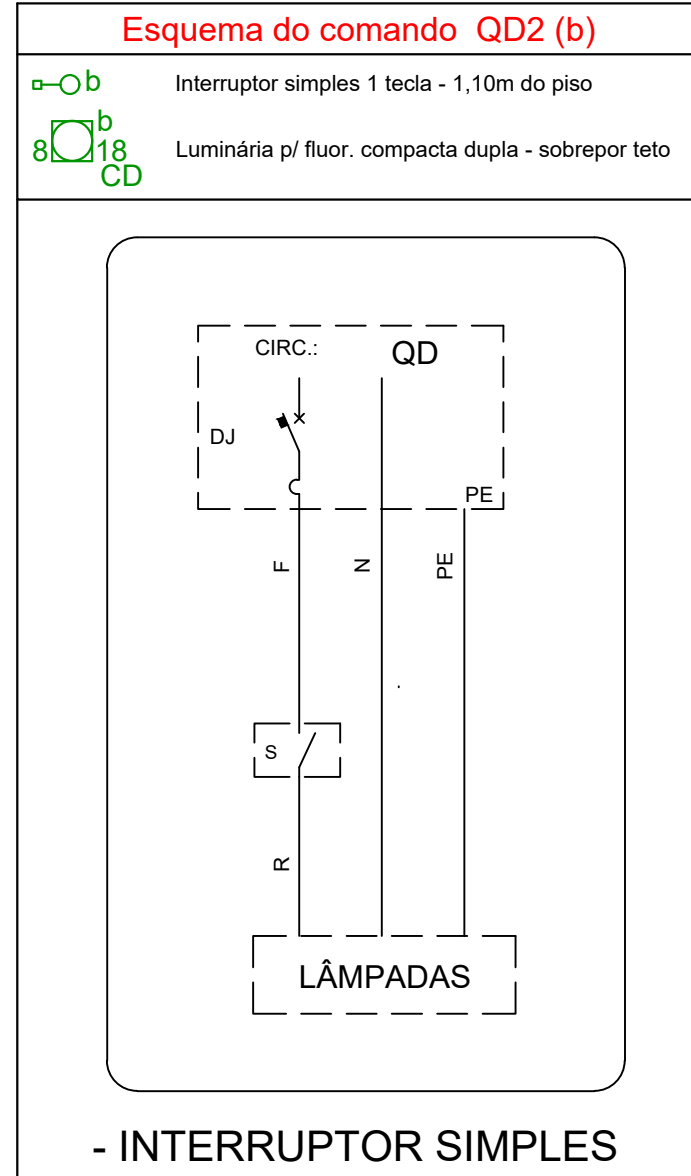 Esquema do comando QD2 (b)
b
Interruptor simples 1 tecla - 1,10m do piso
b
8
18
CD
Luminária p/ fluor. compacta dupla - sobrepor teto
CIRC.:
QD
DJ
PE
F
N
PE
S
R
LÂMPADAS
- INTERRUPTOR SIMPLES